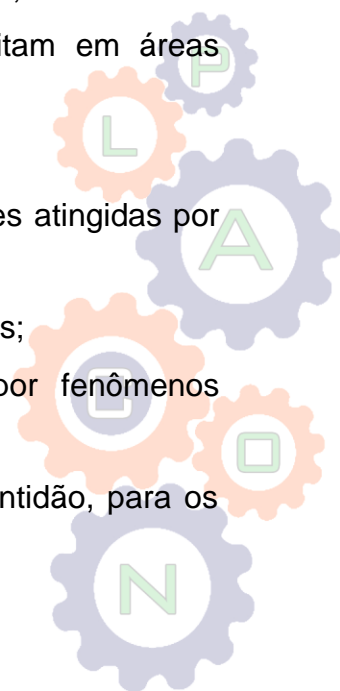 itam em áreas
P
L
es atingidas por
A
s;
por fenômenos
C
O
ntidão, para os
N